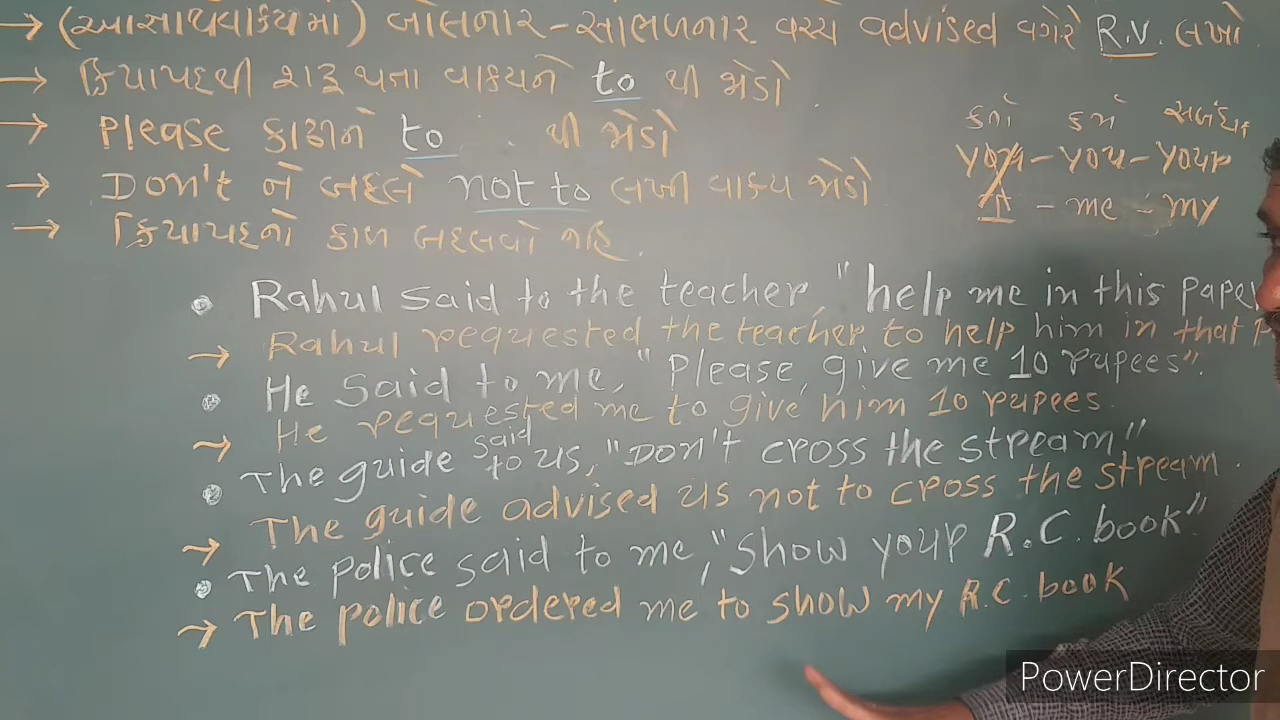 → (આજ્ઞાર્થવાક્યમાં) બોલનાર-સાંભળનાર વચ્ચે advised વગેરે R.V. લખો
→ ક્રિયાપદથી શરૂ થતા વાક્યને to થી જોડો
→ Please કાઢીને to થી જોડો
→ Don't ને બદલે not to લખી વાક્ય જોડો
→ ક્રિયાપદનો કાળ બદલવો નહિ.
કર્તા કર્મ સબંધક
you - you - your
I - me - my
• Rahul said to the teacher, "help me in this paper
→ Rahul requested the teacher to help him in that
• He said to me, "Please, give me 10 rupees".
→ He requested me to give him 10 rupees.
• The guide said to us, "Don't cross the stream"
→ The guide advised us not to cross the stream.
• The police said to me, "Show your R.C. book".
→ The police ordered me to show my R.C. book
PowerDirector